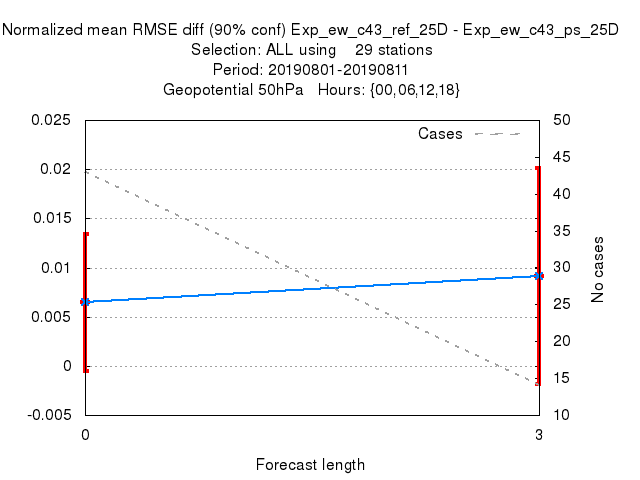 Normalized mean RMSE diff (90% conf) Exp_ew_c43_ref_25D - Exp_ew_c43_ps_25D
Selection: ALL using    29 stations
Period: 20190801-20190811
Geopotential 50hPa   Hours: {00,06,12,18}
Cases
0.025
0.02
0.015
0.01
0.005
0
-0.005
50
45
40
35
30
25
20
15
10
No cases
0
3
Forecast length